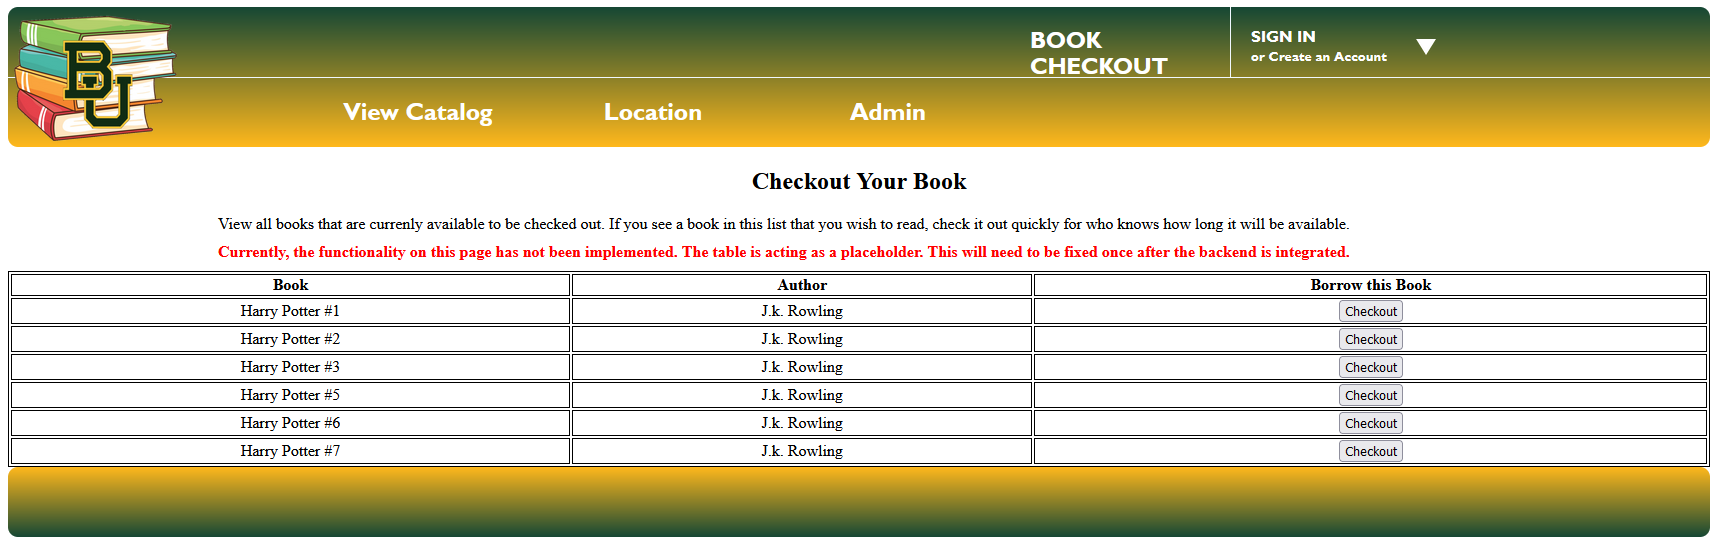 BU
BOOK
CHECKOUT
SIGN IN
or Create an Account
View Catalog
Location
Admin
Checkout Your Book
View all books that are currenly available to be checked out. If you see a book in this list that you wish to read, check it out quickly for who knows how long it will be available.
Currently, the functionality on this page has not been implemented. The table is acting as a placeholder. This will need to be fixed once after the backend is integrated.
Book Author Borrow this Book
Harry Potter #1 J.k. Rowling Checkout
Harry Potter #2 J.k. Rowling Checkout
Harry Potter #3 J.k. Rowling Checkout
Harry Potter #5 J.k. Rowling Checkout
Harry Potter #6 J.k. Rowling Checkout
Harry Potter #7 J.k. Rowling Checkout